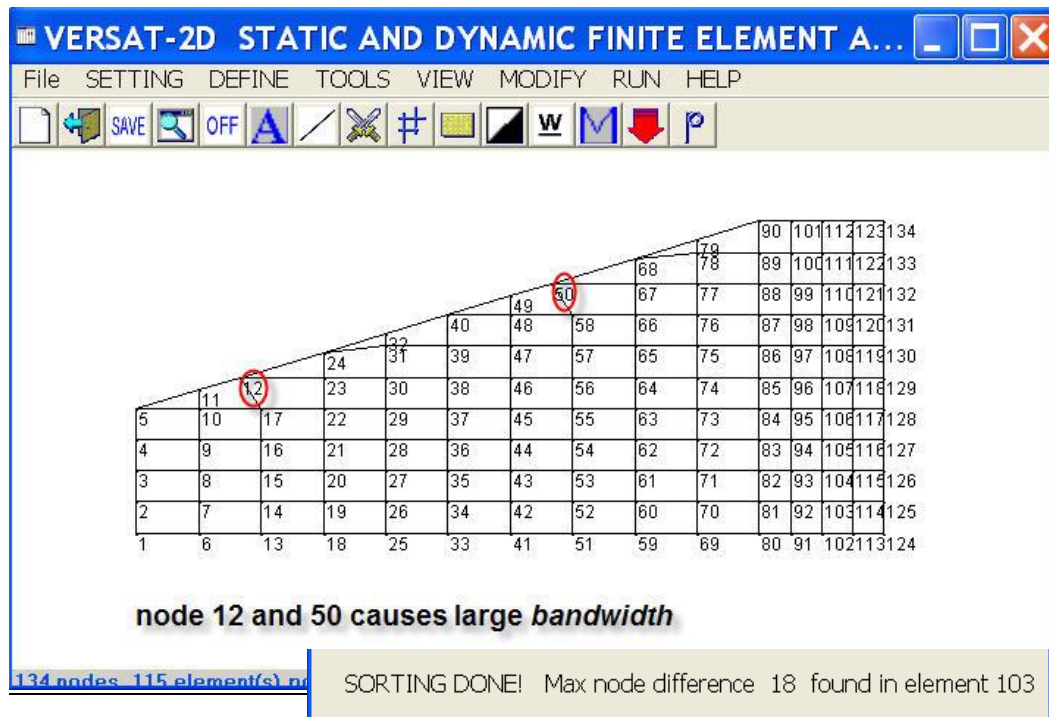 VERSAT-2D STATIC AND DYNAMIC FINITE ELEMENT A...
File SETTING DEFINE TOOLS VIEW MODIFY RUN HELP
SAVE OFF A W P
90 101 112 123 134
79
68 78 89 100 111 122 133
50 67 77 88 99 110 121 132
49
40 48 58 66 76 87 98 109 120 131
32
24 31 39 47 57 65 75 86 97 108 119 130
12 23 30 38 46 56 64 74 85 96 107 118 129
11
5 10 17 22 29 37 45 55 63 73 84 95 106 117 128
4 9 16 21 28 36 44 54 62 72 83 94 105 116 127
3 8 15 20 27 35 43 53 61 71 82 93 104 115 126
2 7 14 19 26 34 42 52 60 70 81 92 103 114 125
1 6 13 18 25 33 41 51 59 69 80 91 102 113 124
node 12 and 50 causes large bandwidth
134 nodes, 115 element(s)
SORTING DONE! Max node difference 18 found in element 103